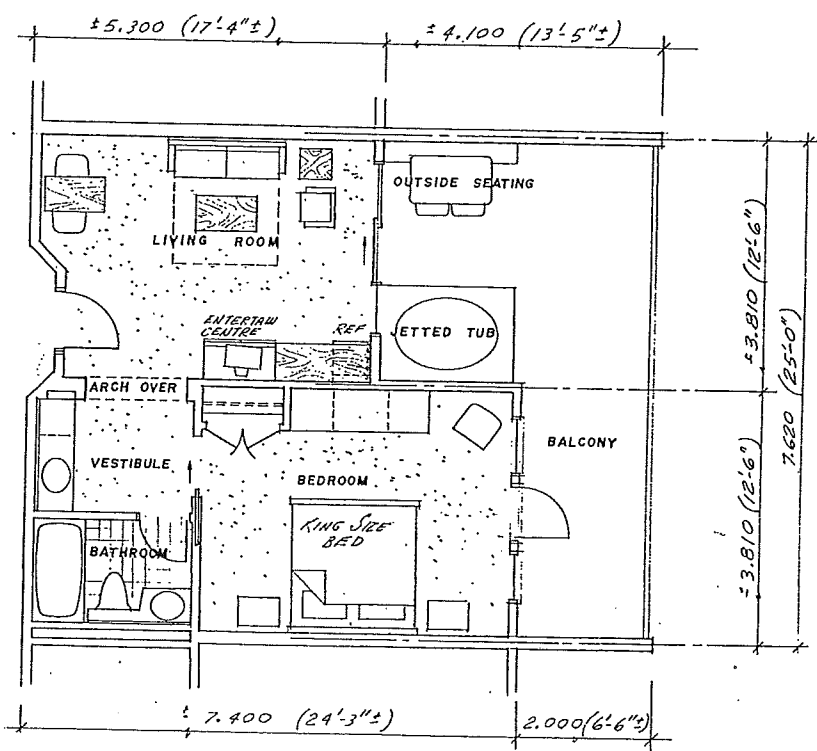 ±5.300 (17'-4"±)
±4.100 (13'-5"±)
OUTSIDE SEATING
LIVING ROOM
ENTERTAIN
CENTRE
REF
JETTED TUB
ARCH OVER
VESTIBULE
BEDROOM
BALCONY
KING SIZE
BED
BATHROOM
±3.810 (12'-6")
7.620 (25'-0")
±3.810 (12'-6")
± 7.400 (24'-3"±)
2.000(6'-6"±)